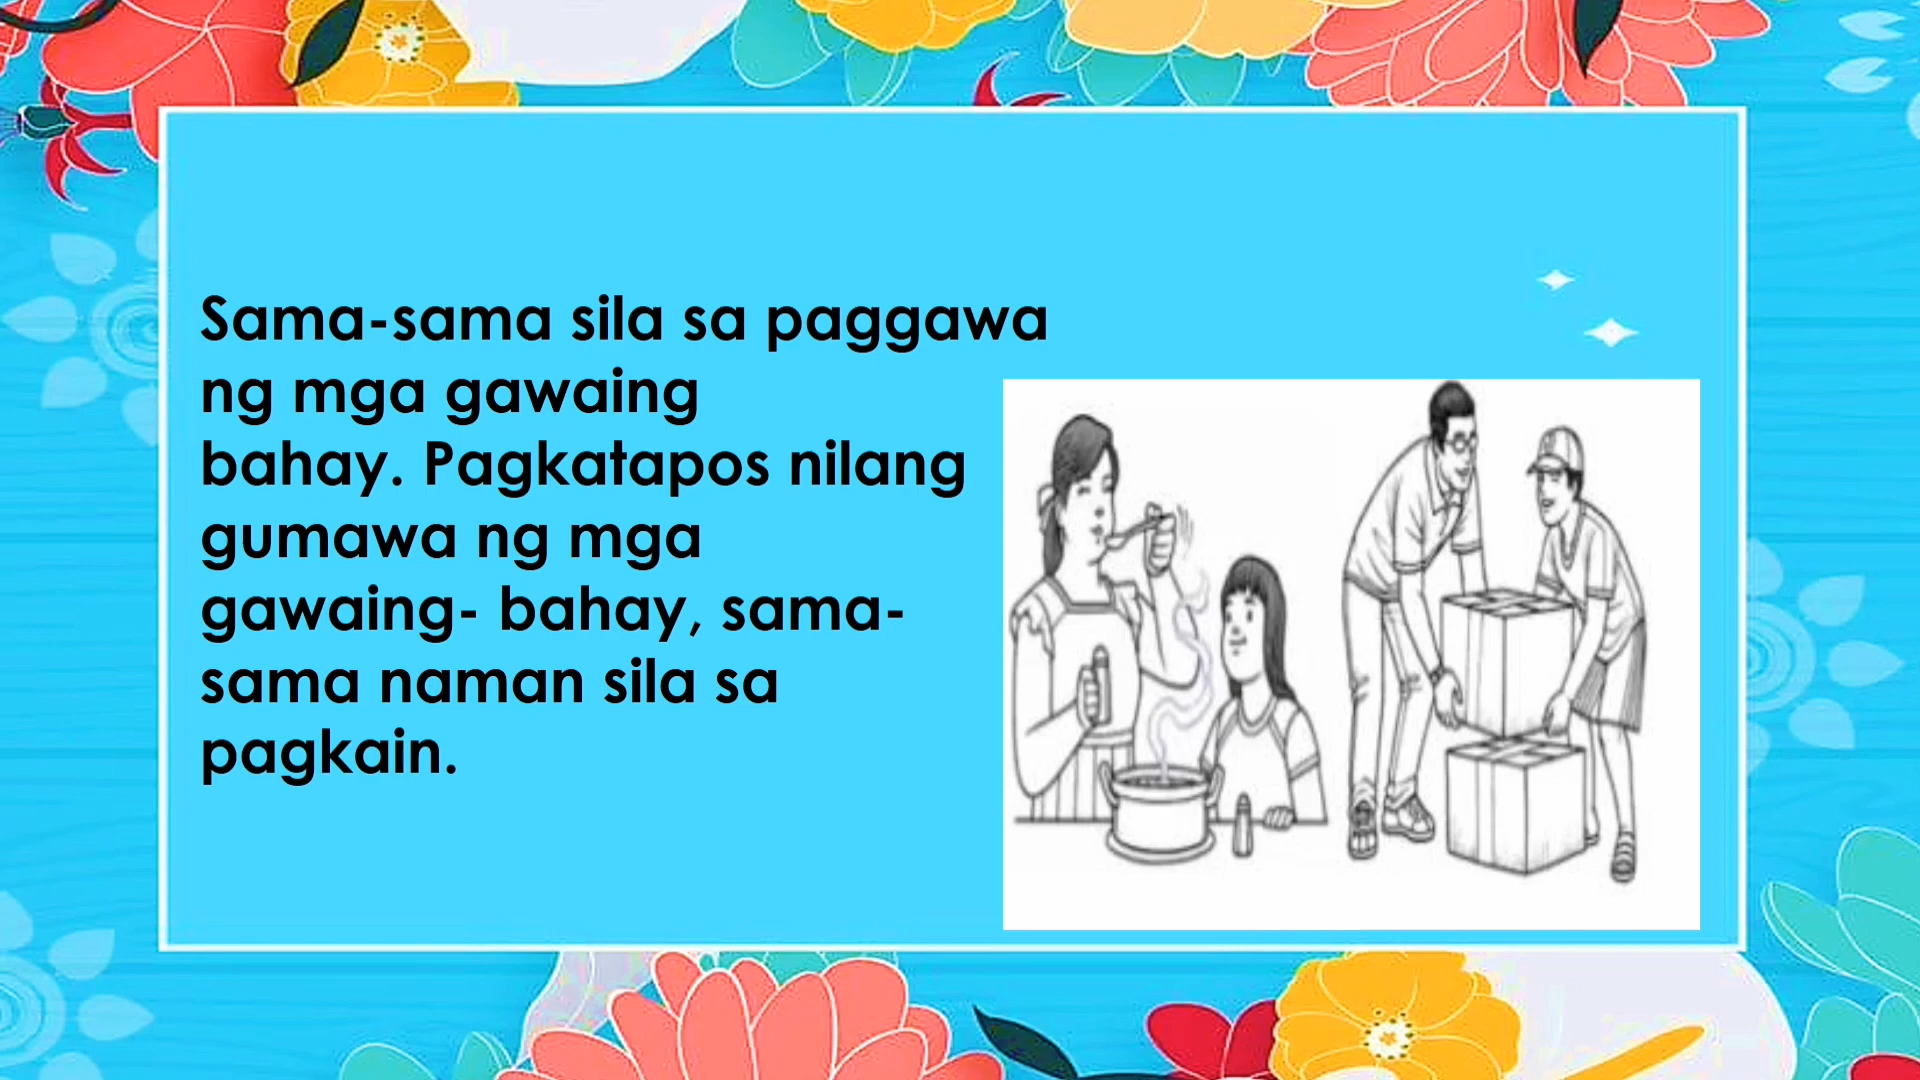 Sama-sama sila sa paggawa
ng mga gawaing
bahay. Pagkatapos nilang
gumawa ng mga
gawaing- bahay, sama-
sama naman sila sa
pagkain.